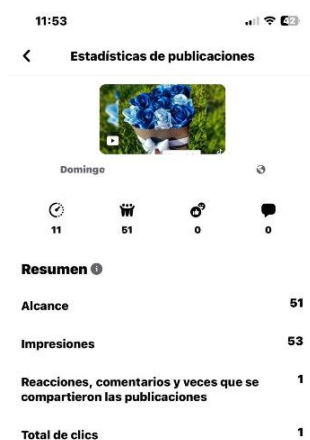 11:53
42
Estadísticas de publicaciones
Domingo
11 51 0 0
Resumen
Alcance 51
Impresiones 53
Reacciones, comentarios y veces que se 1
compartieron las publicaciones
Total de clics 1